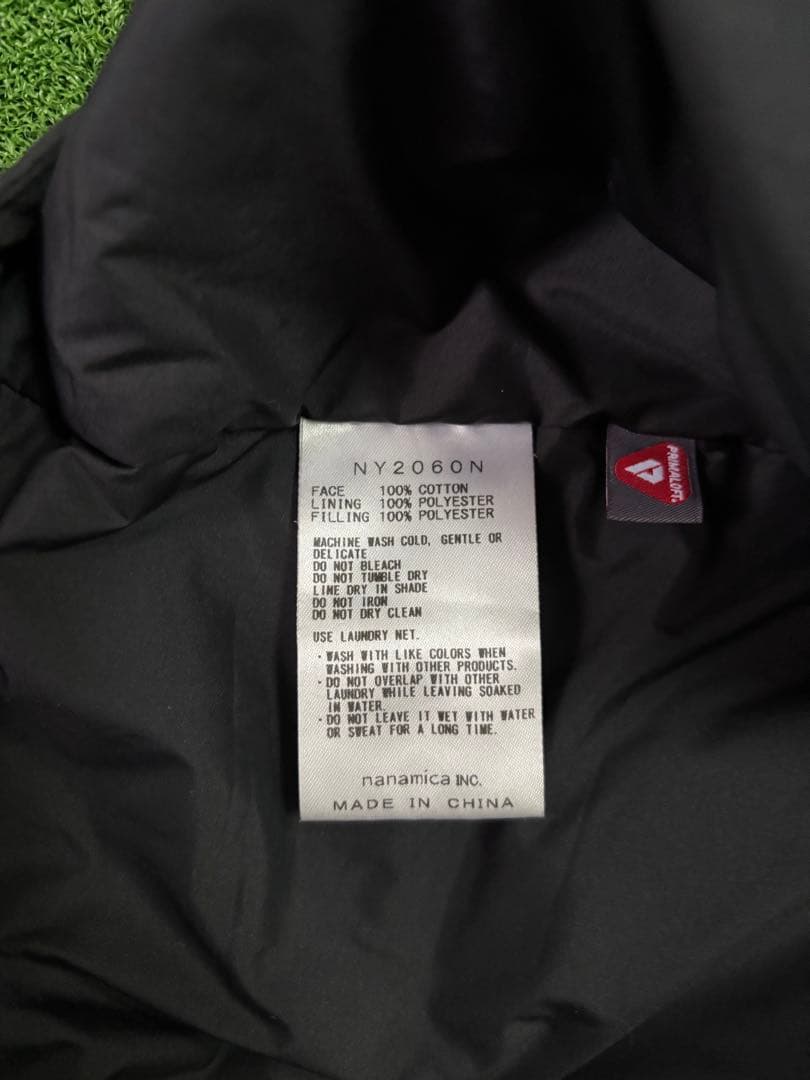 NY2060N
FACE 100% COTTON
LINING 100% POLYESTER
FILLING 100% POLYESTER
MACHINE WASH COLD, GENTLE OR
DELICATE
DO NOT BLEACH
DO NOT TUMBLE DRY
LINE DRY IN SHADE
DO NOT IRON
DO NOT DRY CLEAN
USE LAUNDRY NET.
・WASH WITH LIKE COLORS WHEN
WASHING WITH OTHER PRODUCTS.
・DO NOT OVERLAP WITH OTHER
LAUNDRY WHILE LEAVING SOAKED
IN WATER.
・DO NOT LEAVE IT WET WITH WATER
OR SWEAT FOR A LONG TIME.
nanamica INC.
MADE IN CHINA
PRIMALOFT®